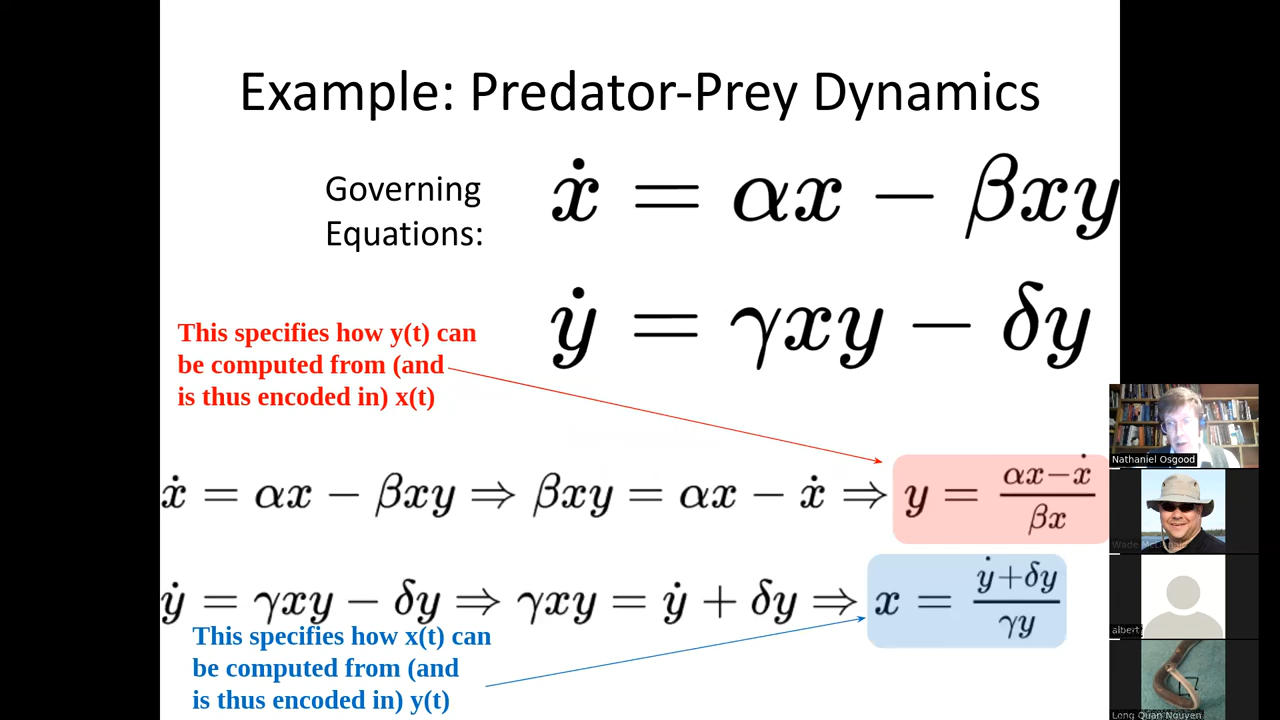 Example: Predator-Prey Dynamics
Governing
Equations:
ẋ = αx − βxy
ẏ = γxy − δy
This specifies how y(t) can
be computed from (and
is thus encoded in) x(t)
ẋ = αx − βxy ⇒ βxy = αx − ẋ ⇒ y = (αx−ẋ)/(βx)
ẏ = γxy − δy ⇒ γxy = ẏ + δy ⇒ x = (ẏ+δy)/(γy)
This specifies how x(t) can
be computed from (and
is thus encoded in) y(t)
Nathaniel Osgood
Wade
albert
Long Quan Nguyen